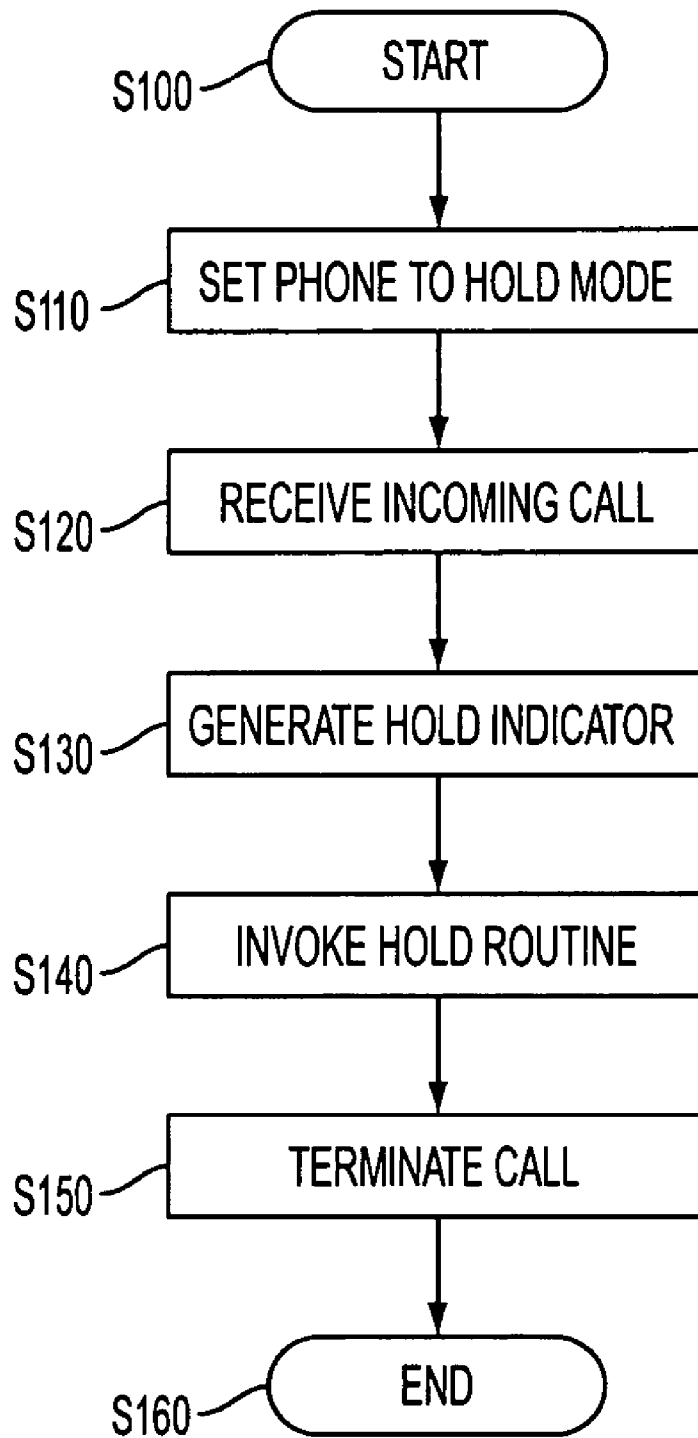 START
S100
SET PHONE TO HOLD MODE
S110
RECEIVE INCOMING CALL
S120
GENERATE HOLD INDICATOR
S130
INVOKE HOLD ROUTINE
S140
TERMINATE CALL
S150
END
S160